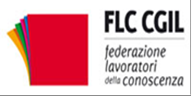 FLC CGIL
federazione
lavoratori
della conoscenza